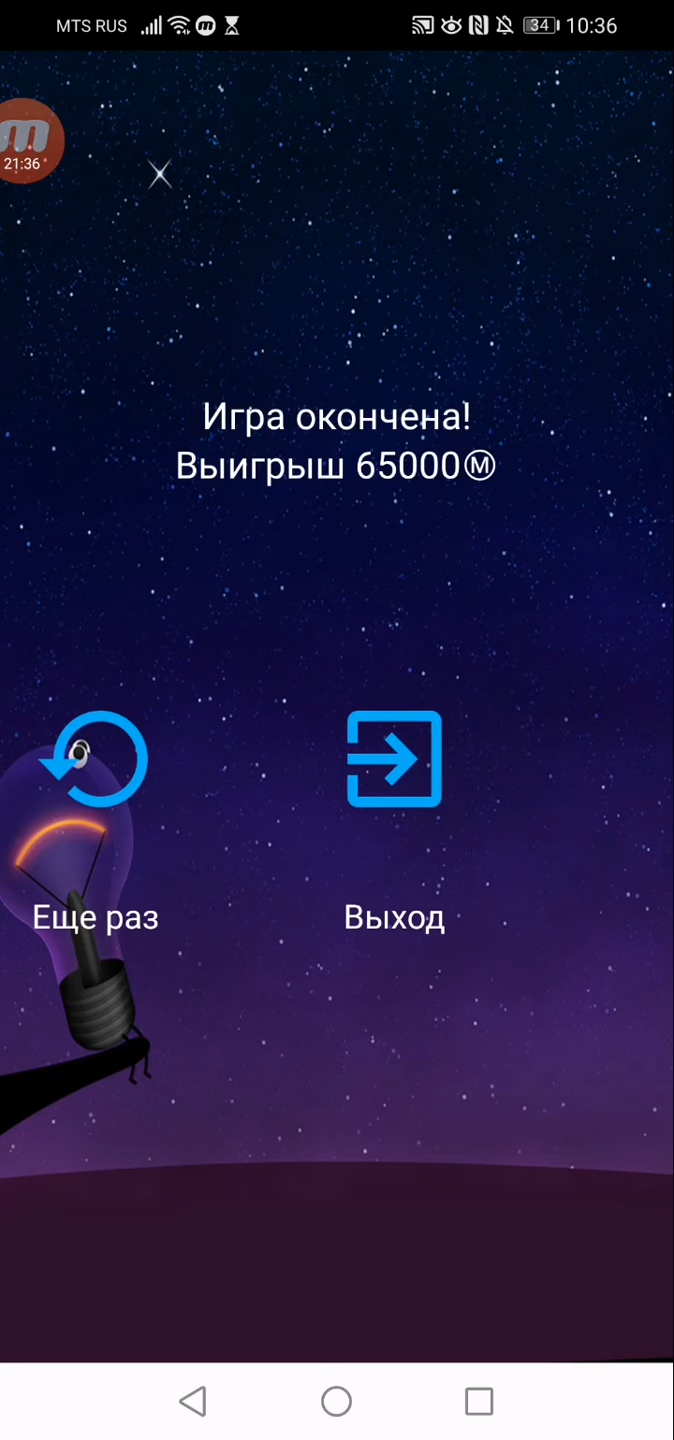 MTS RUS 34 10:36
m
21:36
Игра окончена!
Выигрыш 65000Ⓜ
Еще раз Выход